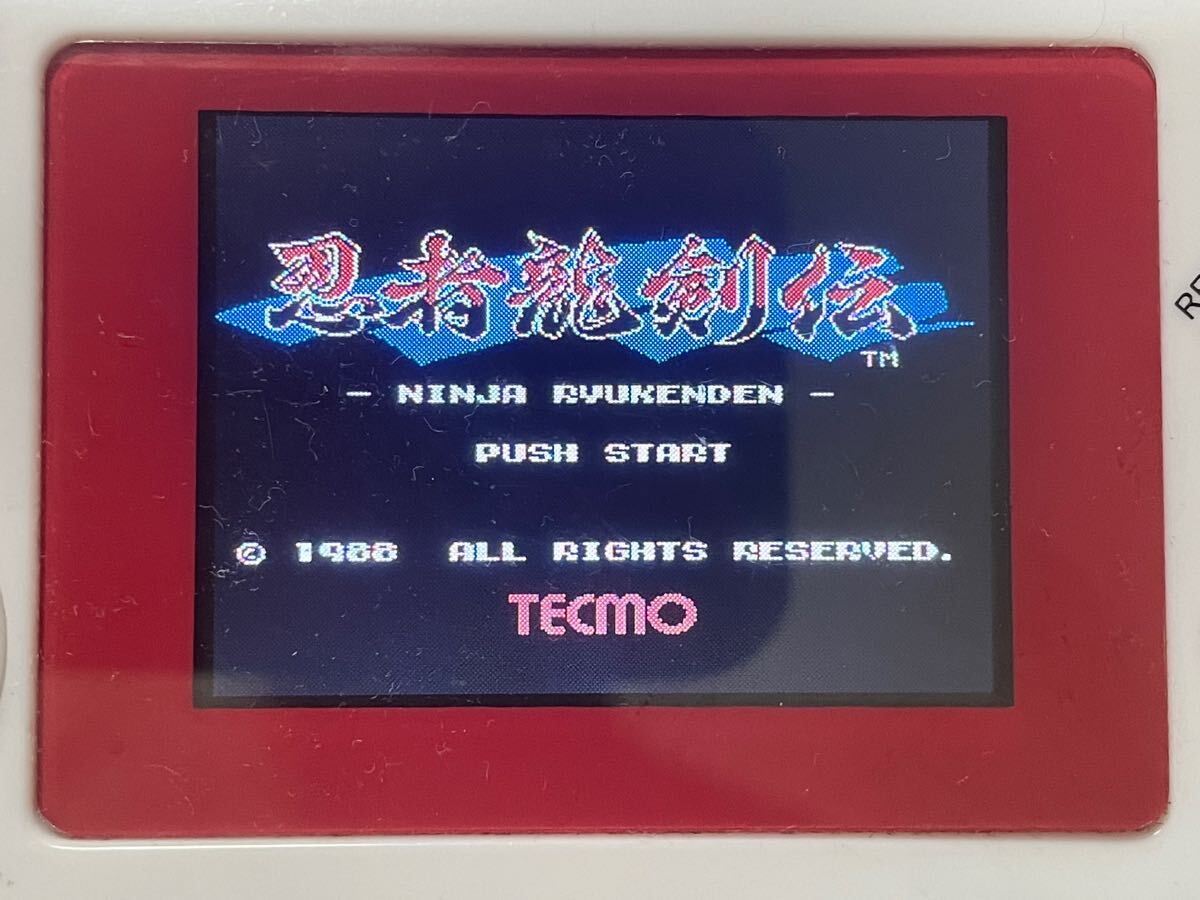 忍者龍剣伝
TM
- NINJA RYUKENDEN -
PUSH START
© 1988 ALL RIGHTS RESERVED.
TECMO